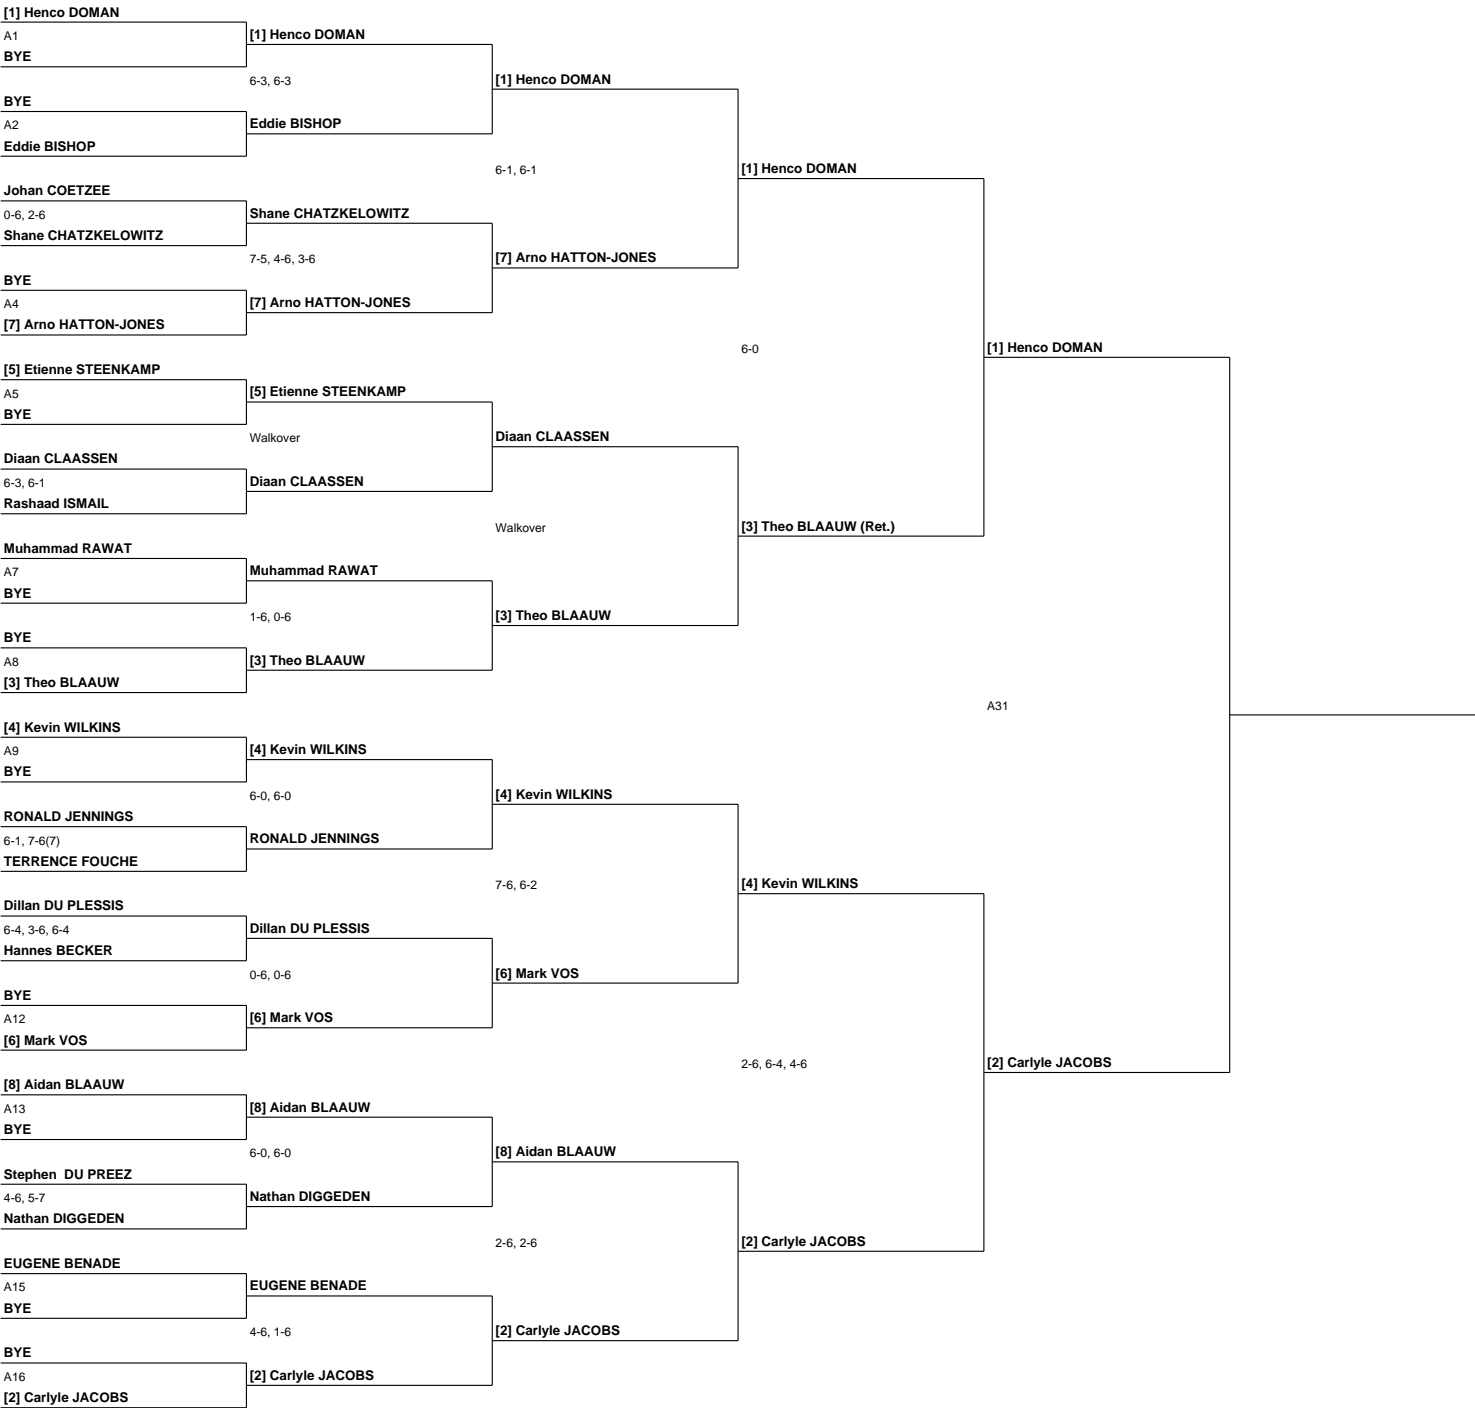 [1] Henco DOMAN
A1
BYE
BYE
A2
Eddie BISHOP
Johan COETZEE
0-6, 2-6
Shane CHATZKELOWITZ
BYE
A4
[7] Arno HATTON-JONES
[5] Etienne STEENKAMP
A5
BYE
Diaan CLAASSEN
6-3, 6-1
Rashaad ISMAIL
Muhammad RAWAT
A7
BYE
BYE
A8
[3] Theo BLAAUW
[4] Kevin WILKINS
A9
BYE
RONALD JENNINGS
6-1, 7-6(7)
TERRENCE FOUCHE
Dillan DU PLESSIS
6-4, 3-6, 6-4
Hannes BECKER
BYE
A12
[6] Mark VOS
[8] Aidan BLAAUW
A13
BYE
Stephen  DU PREEZ
4-6, 5-7
Nathan DIGGEDEN
EUGENE BENADE
A15
BYE
BYE
A16
[2] Carlyle JACOBS
[1] Henco DOMAN
6-3, 6-3
Eddie BISHOP
Shane CHATZKELOWITZ
7-5, 4-6, 3-6
[7] Arno HATTON-JONES
[5] Etienne STEENKAMP
Walkover
Diaan CLAASSEN
Muhammad RAWAT
1-6, 0-6
[3] Theo BLAAUW
[4] Kevin WILKINS
6-0, 6-0
RONALD JENNINGS
Dillan DU PLESSIS
0-6, 0-6
[6] Mark VOS
[8] Aidan BLAAUW
6-0, 6-0
Nathan DIGGEDEN
EUGENE BENADE
4-6, 1-6
[2] Carlyle JACOBS
[1] Henco DOMAN
6-1, 6-1
[7] Arno HATTON-JONES
Diaan CLAASSEN
Walkover
[3] Theo BLAAUW
[4] Kevin WILKINS
7-6, 6-2
[6] Mark VOS
[8] Aidan BLAAUW
2-6, 2-6
[2] Carlyle JACOBS
[1] Henco DOMAN
6-0
[3] Theo BLAAUW (Ret.)
[4] Kevin WILKINS
2-6, 6-4, 4-6
[2] Carlyle JACOBS
[1] Henco DOMAN
A31
[2] Carlyle JACOBS